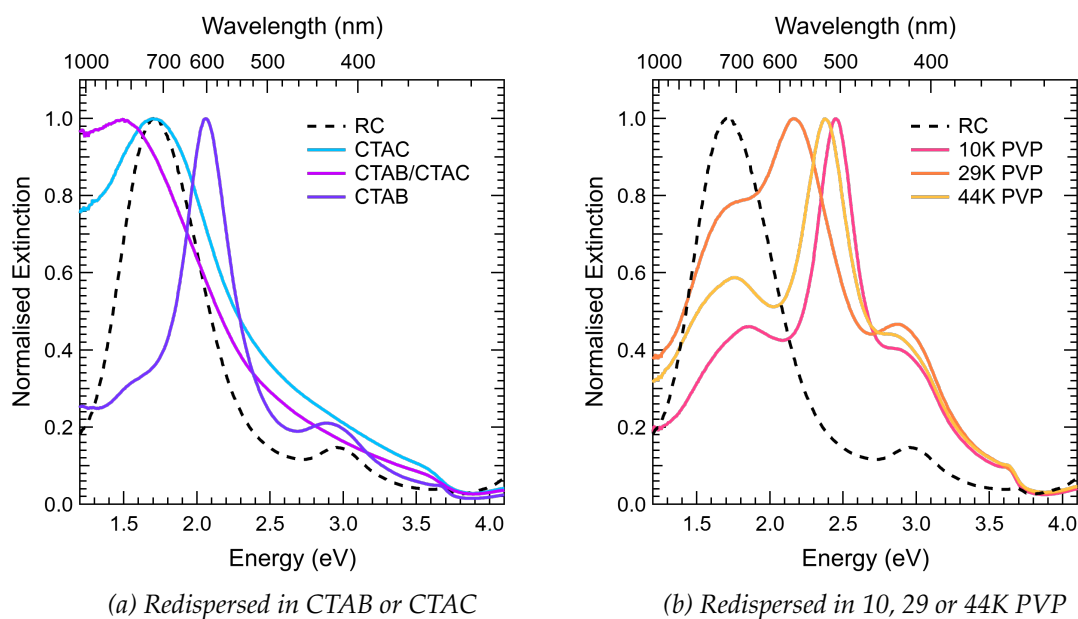 Wavelength (nm)
1000 700 600 500 400
Normalised Extinction
1.0
0.8
0.6
0.4
0.2
0.0
RC
CTAC
CTAB/CTAC
CTAB
1.5 2.0 2.5 3.0 3.5 4.0
Energy (eV)
(a) Redispersed in CTAB or CTAC
Wavelength (nm)
1000 700 600 500 400
Normalised Extinction
1.0
0.8
0.6
0.4
0.2
0.0
RC
10K PVP
29K PVP
44K PVP
1.5 2.0 2.5 3.0 3.5 4.0
Energy (eV)
(b) Redispersed in 10, 29 or 44K PVP